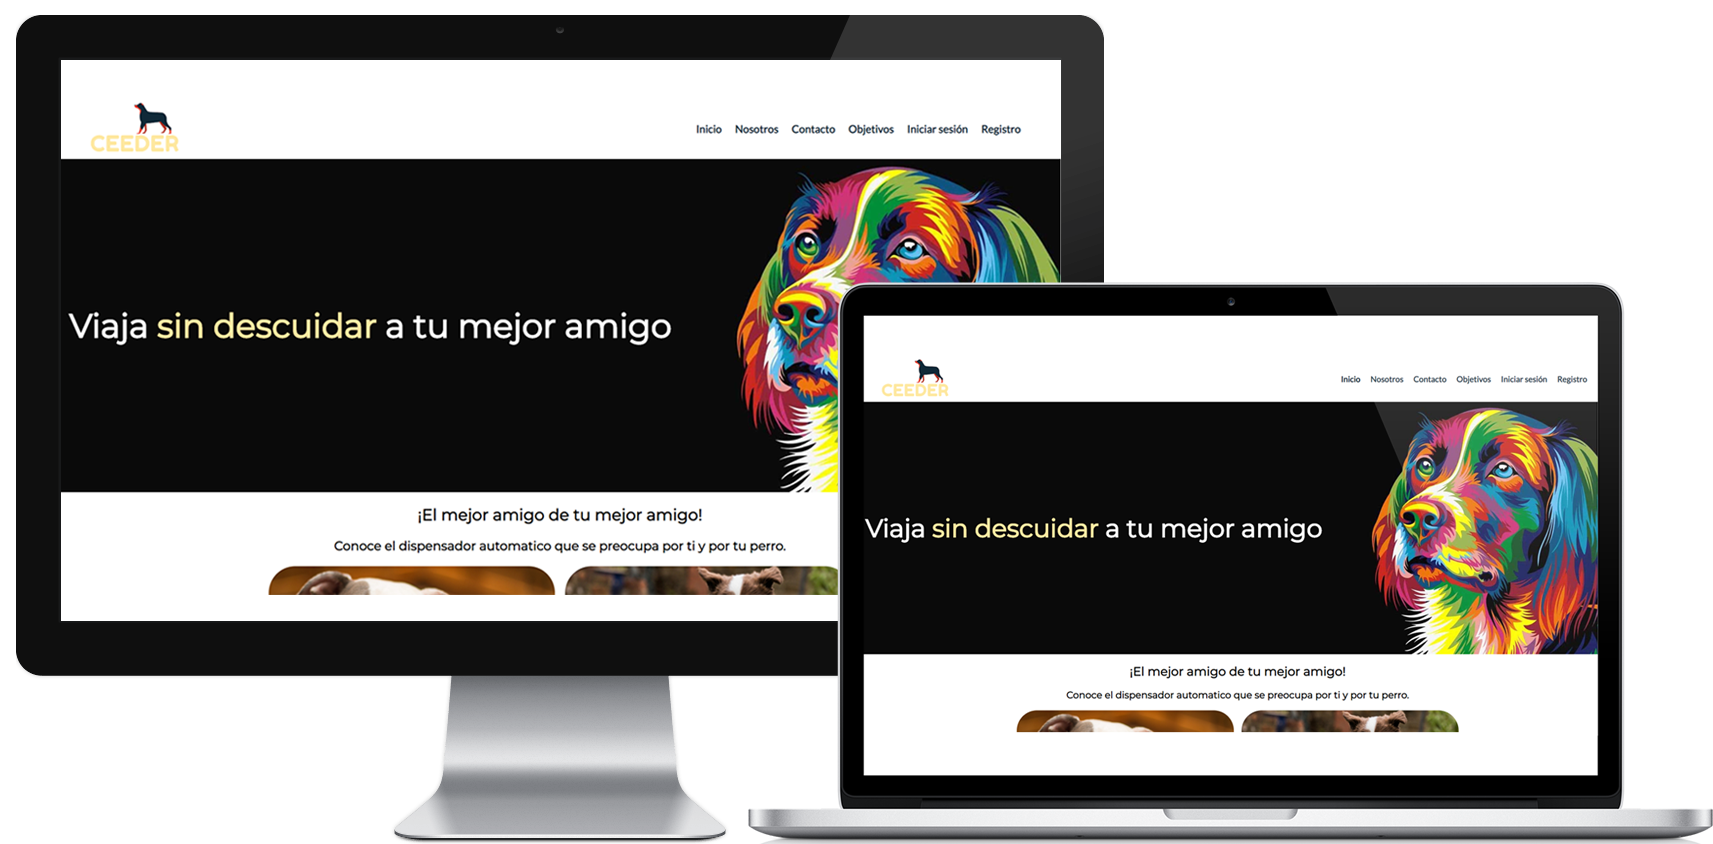 CEEDER
Inicio Nosotros Contacto Objetivos Iniciar sesión Registro
Viaja sin descuidar a tu mejor amigo
¡El mejor amigo de tu mejor amigo!
Conoce el dispensador automatico que se preocupa por ti y por tu perro.
CEEDER
Inicio Nosotros Contacto Objetivos Iniciar sesión Registro
Viaja sin descuidar a tu mejor amigo
¡El mejor amigo de tu mejor amigo!
Conoce el dispensador automatico que se preocupa por ti y por tu perro.